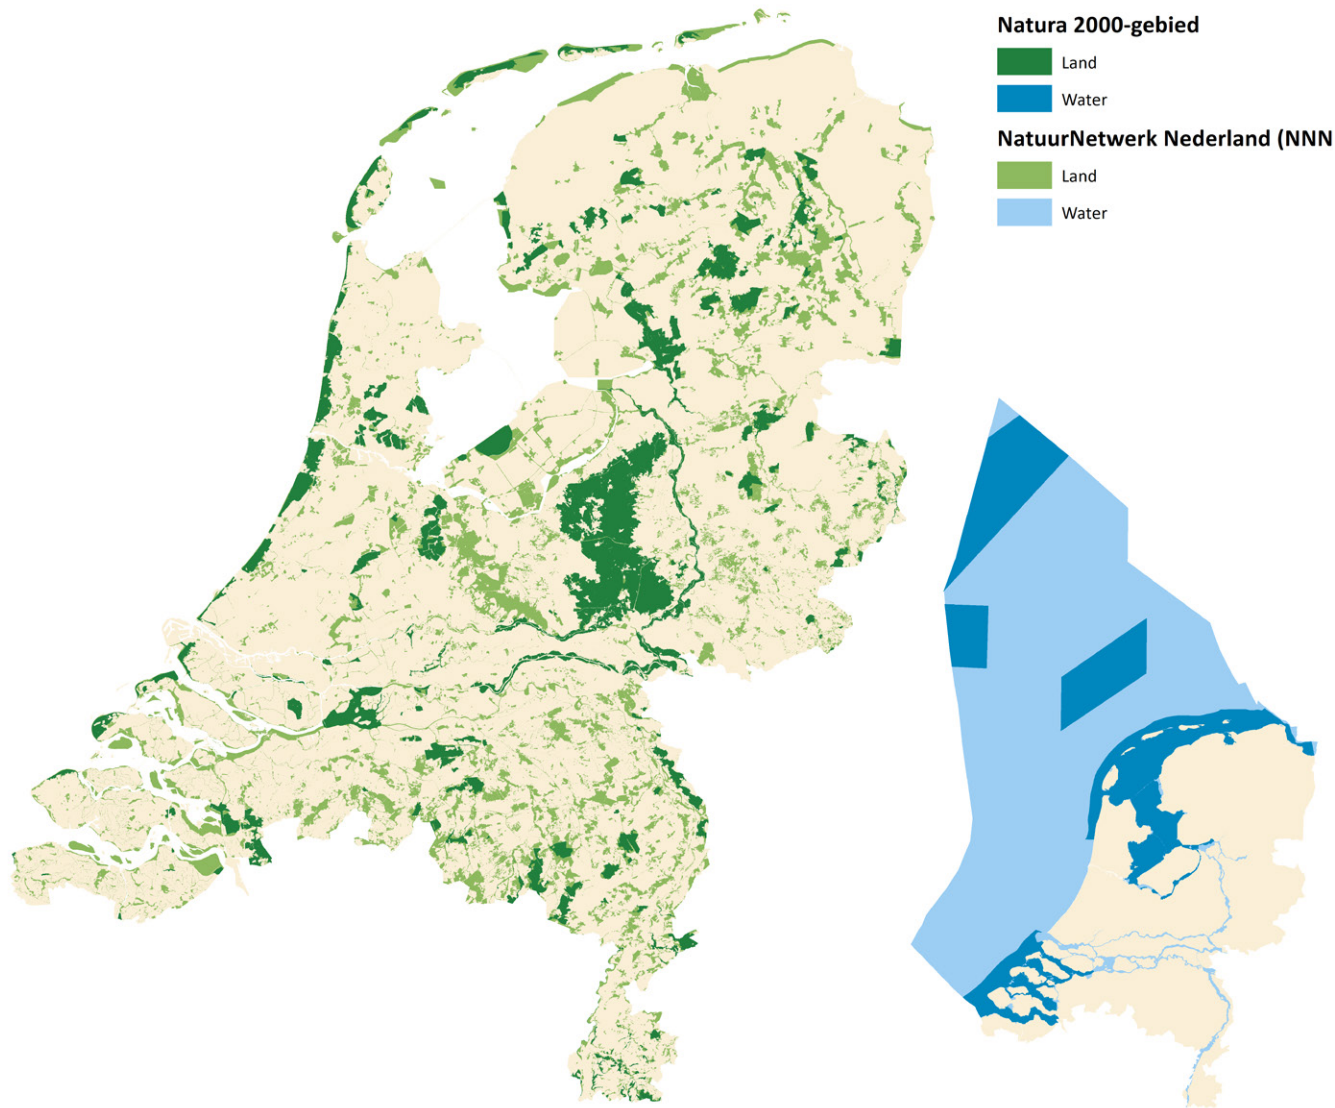 Natura 2000-gebied
Land
Water
NatuurNetwerk Nederland (NNN
Land
Water